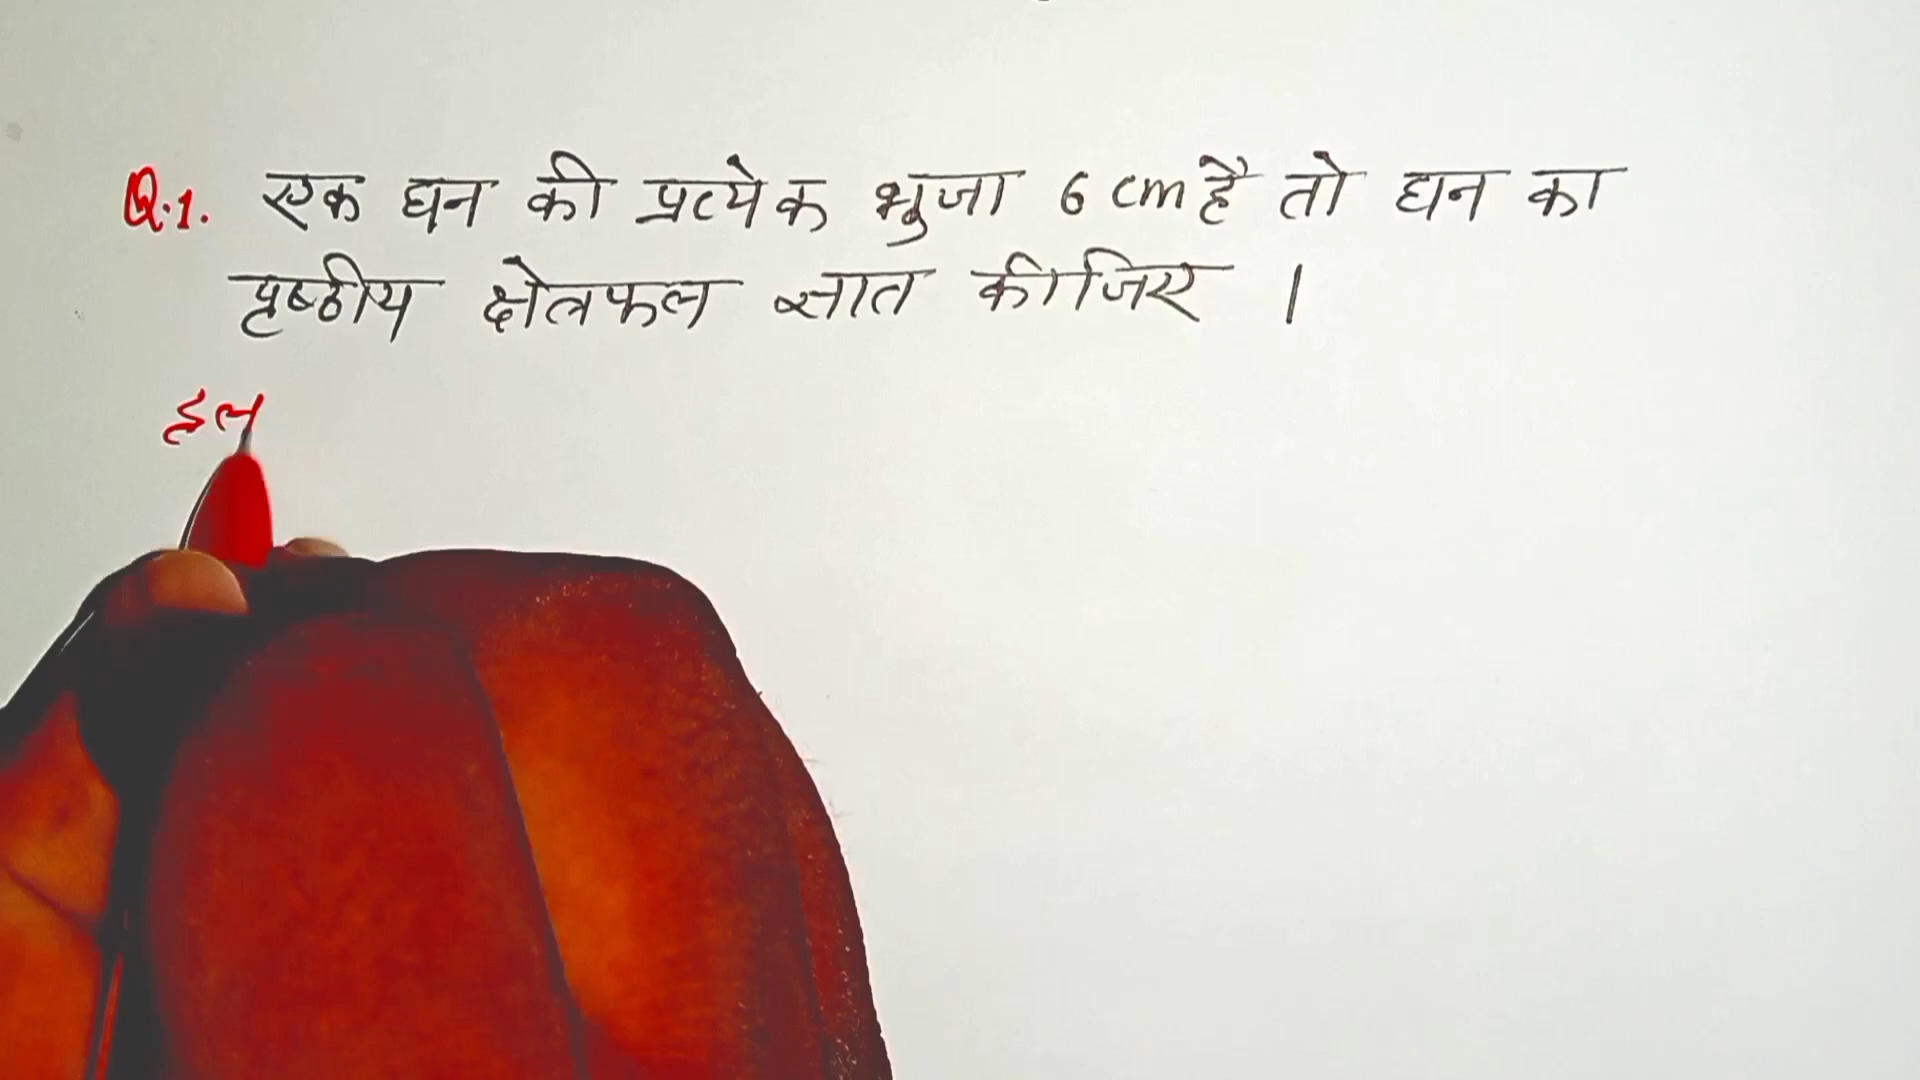 Q.1. एक घन की प्रत्येक भुजा 6 cm है तो घन का
पृष्ठीय क्षेत्रफल ज्ञात कीजिए ।
हल